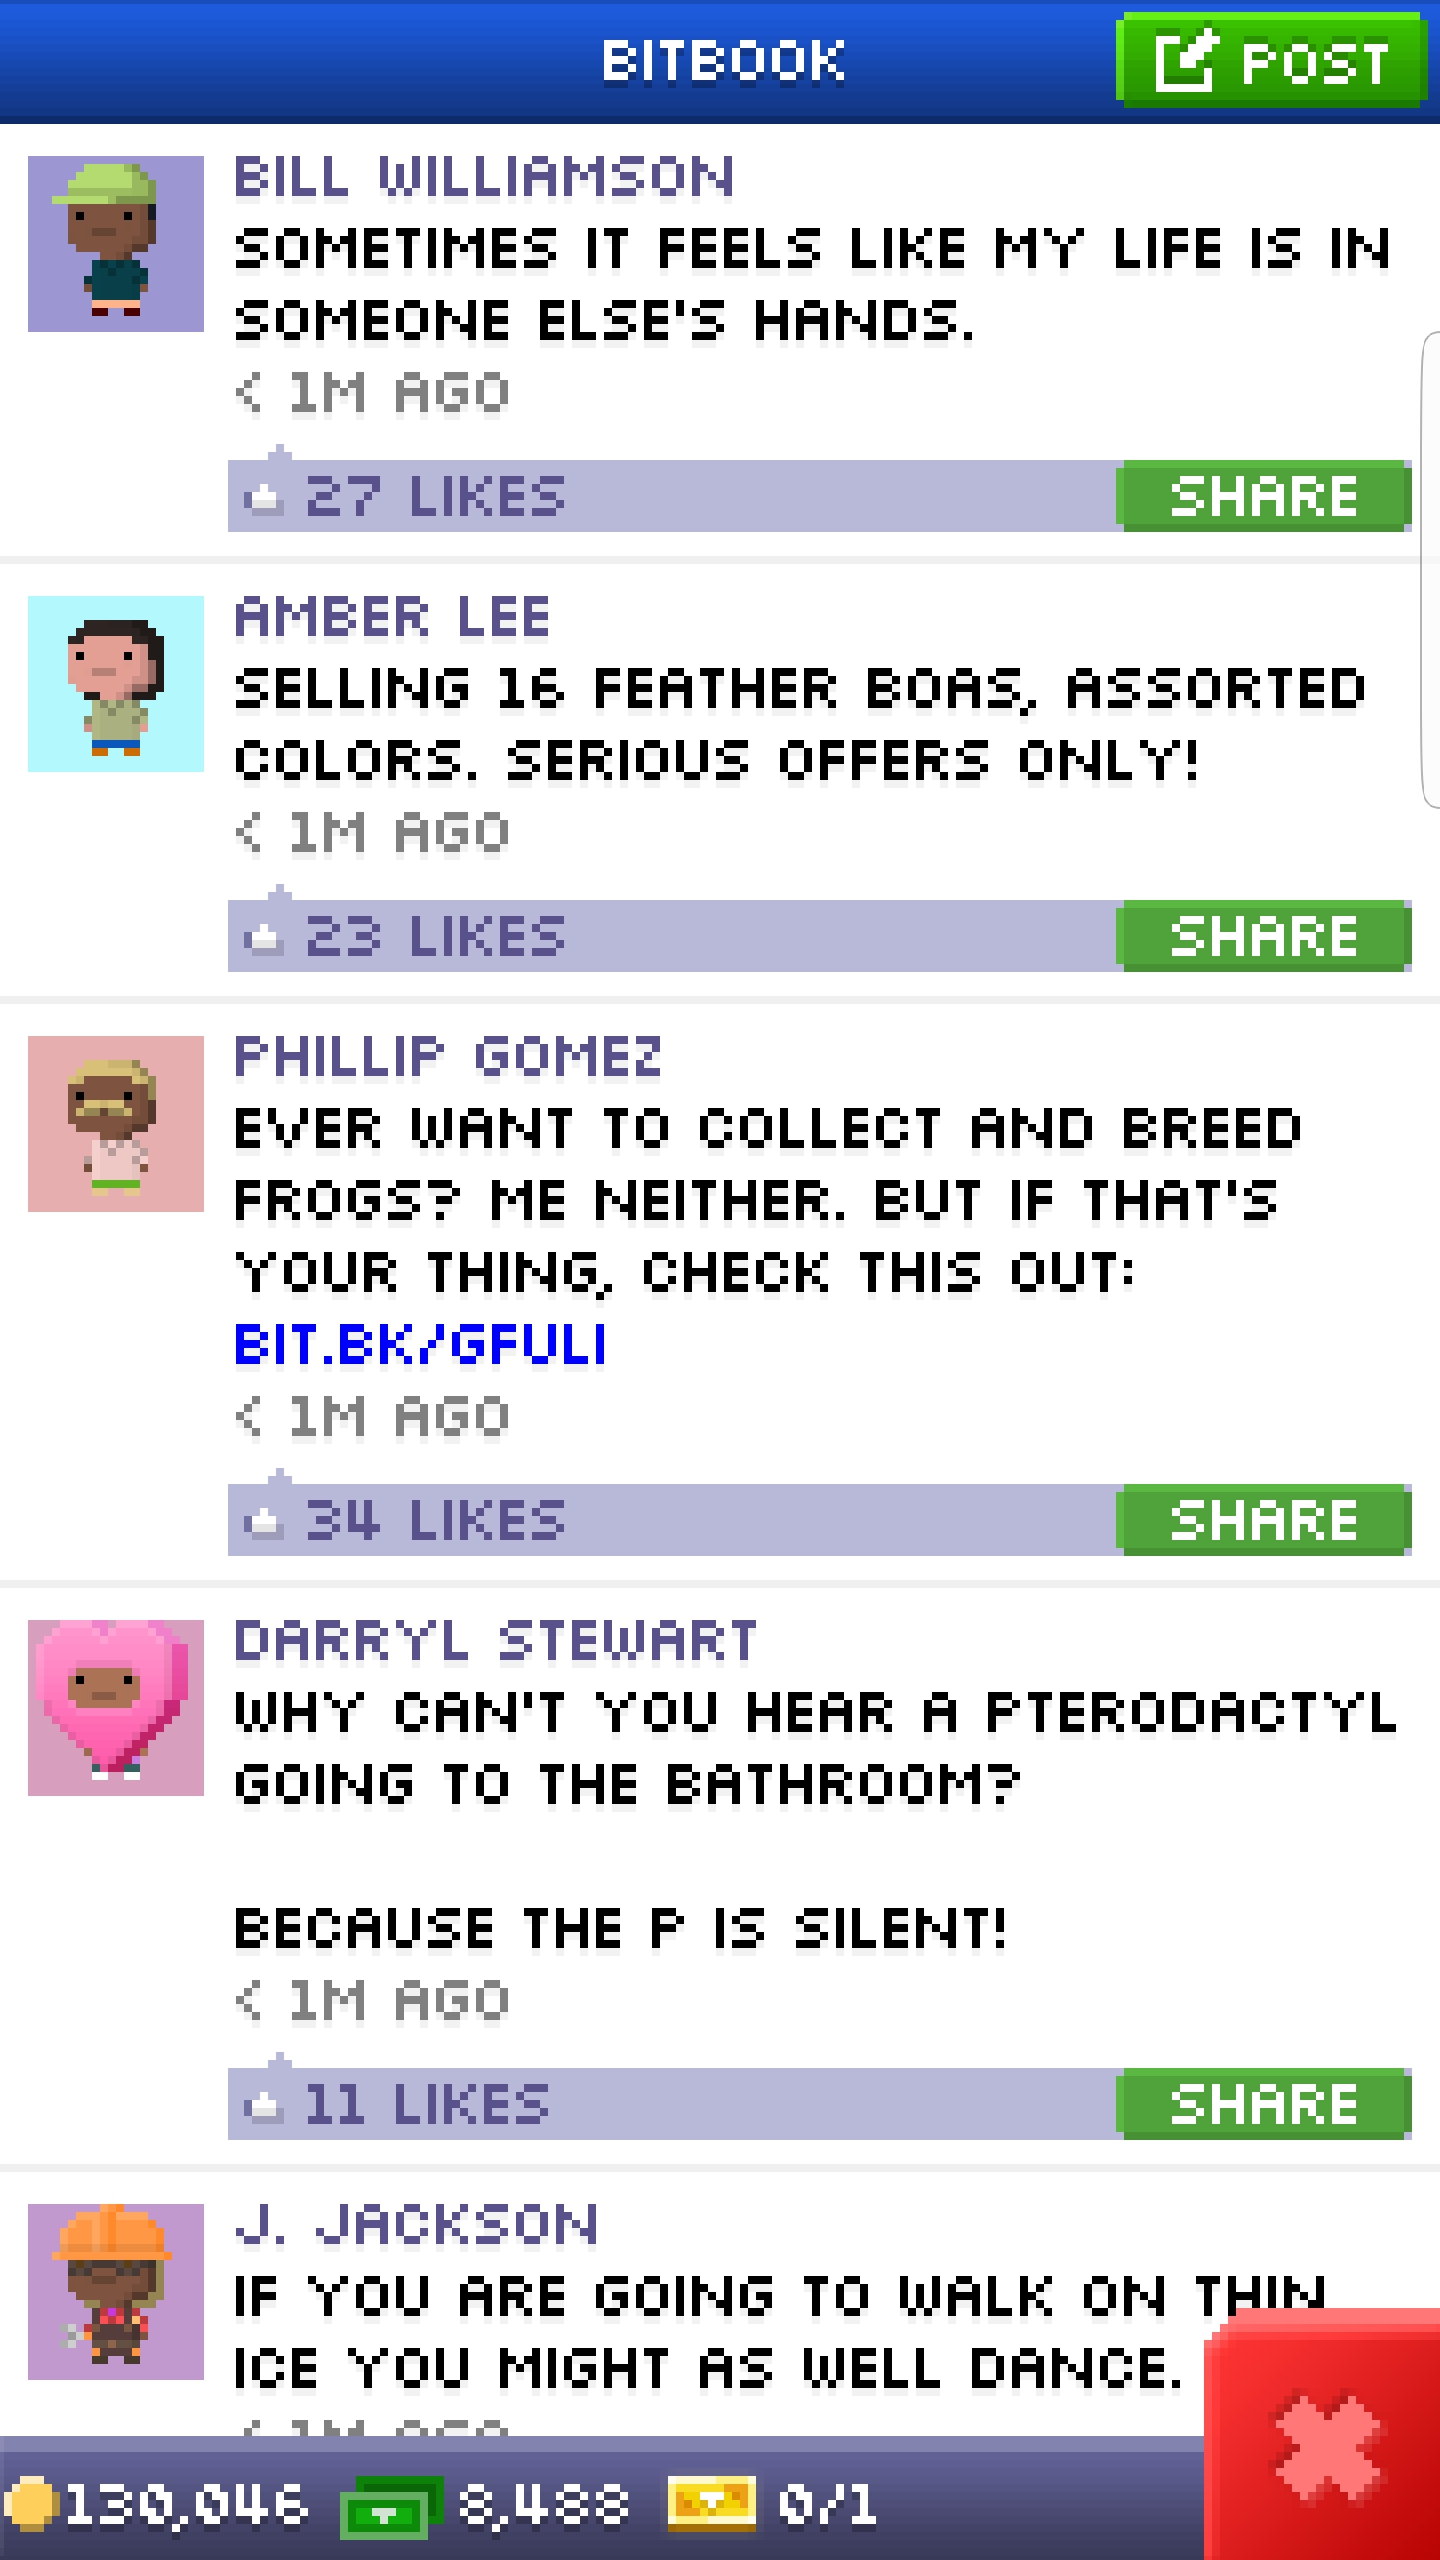 BITBOOK
POST
BILL WILLIAMSON
SOMETIMES IT FEELS LIKE MY LIFE IS IN
SOMEONE ELSE'S HANDS.
< 1M AGO
27 LIKES
SHARE
AMBER LEE
SELLING 16 FEATHER BOAS, ASSORTED
COLORS. SERIOUS OFFERS ONLY!
< 1M AGO
23 LIKES
SHARE
PHILLIP GOMEZ
EVER WANT TO COLLECT AND BREED
FROGS? ME NEITHER. BUT IF THAT'S
YOUR THING, CHECK THIS OUT:
BIT.BK/GFULI
< 1M AGO
34 LIKES
SHARE
DARRYL STEWART
WHY CAN'T YOU HEAR A PTERODACTYL
GOING TO THE BATHROOM?
BECAUSE THE P IS SILENT!
< 1M AGO
11 LIKES
SHARE
J. JACKSON
IF YOU ARE GOING TO WALK ON THIN
ICE YOU MIGHT AS WELL DANCE.
< 1M AGO
130,046
8,488
0/1